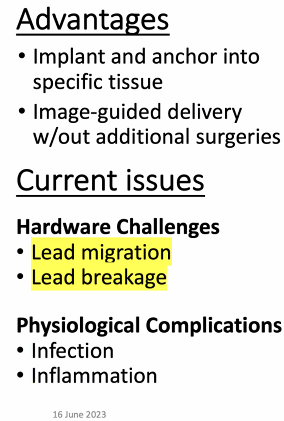 Advantages
• Implant and anchor into
specific tissue
• Image-guided delivery
w/out additional surgeries
Current issues
Hardware Challenges
• Lead migration
• Lead breakage
Physiological Complications
• Infection
• Inflammation
16 June 2023